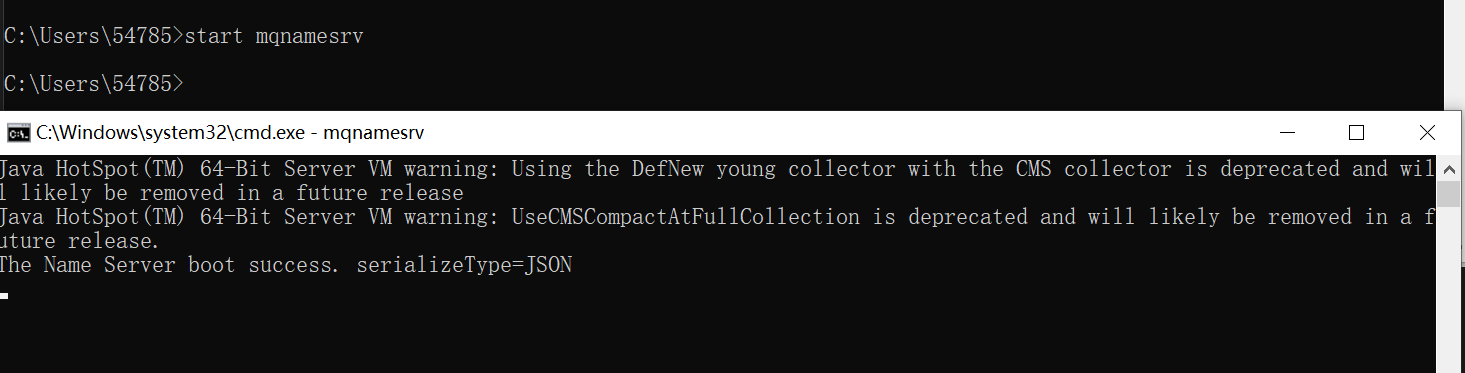 C:\Users\54785>start mqnamesrv
C:\Users\54785>
C:\Windows\system32\cmd.exe - mqnamesrv
Java HotSpot(TM) 64-Bit Server VM warning: Using the DefNew young collector with the CMS collector is deprecated and wil
l likely be removed in a future release
Java HotSpot(TM) 64-Bit Server VM warning: UseCMSCompactAtFullCollection is deprecated and will likely be removed in a f
uture release.
The Name Server boot success. serializeType=JSON